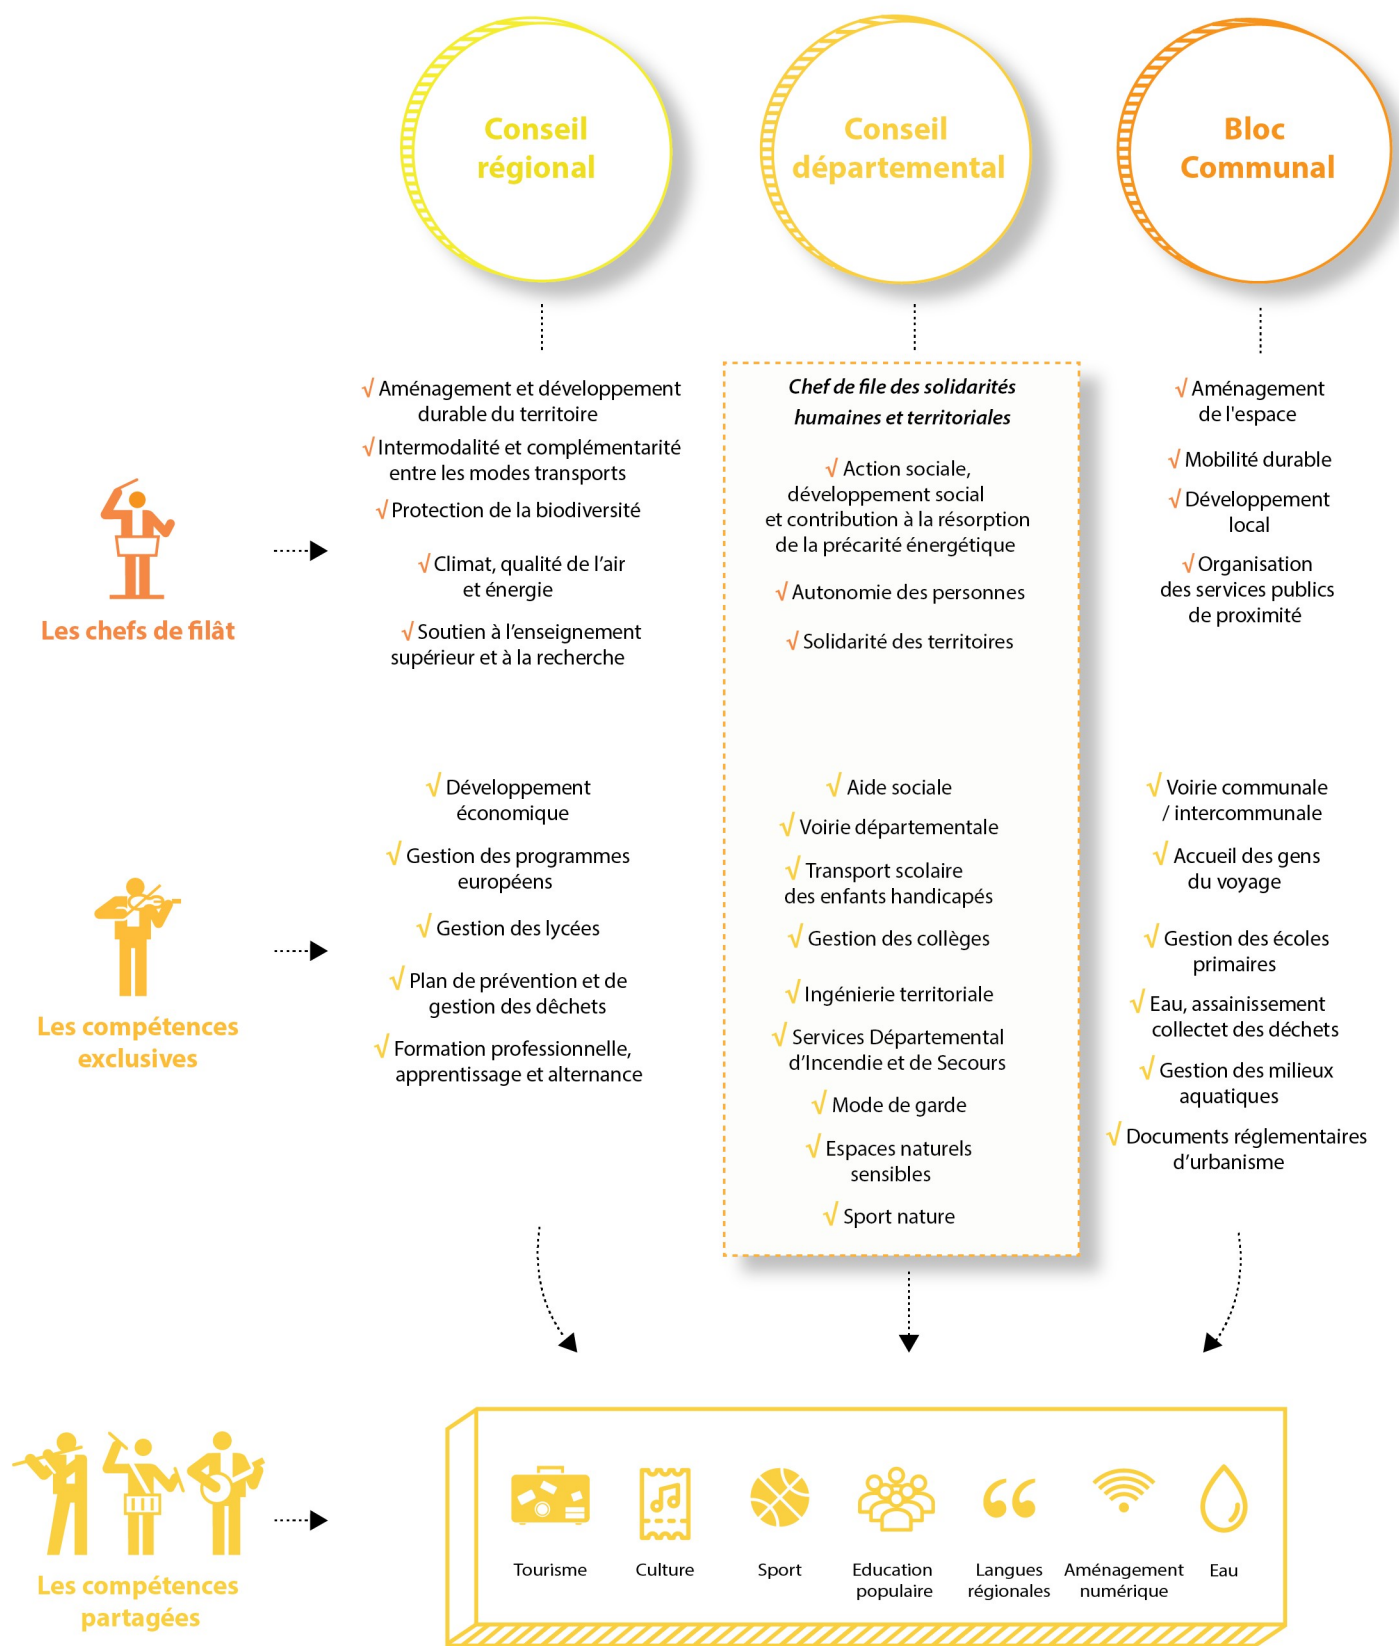 Conseil
régional
Conseil
départemental
Bloc
Communal
Les chefs de filât
√ Aménagement et développement
durable du territoire
√ Intermodalité et complémentarité
entre les modes transports
√ Protection de la biodiversité
√ Climat, qualité de l’air
et énergie
√ Soutien à l’enseignement
supérieur et à la recherche
Chef de file des solidarités
humaines et territoriales
√ Action sociale,
développement social
et contribution à la résorption
de la précarité énergétique
√ Autonomie des personnes
√ Solidarité des territoires
√ Aménagement
de l'espace
√ Mobilité durable
√ Développement
local
√ Organisation
des services publics
de proximité
Les compétences
exclusives
√ Développement
économique
√ Gestion des programmes
européens
√ Gestion des lycées
√ Plan de prévention et de
gestion des dêchets
√ Formation professionnelle,
apprentissage et alternance
√ Aide sociale
√ Voirie départementale
√ Transport scolaire
des enfants handicapés
√ Gestion des collèges
√ Ingénierie territoriale
√ Services Départemental
d’Incendie et de Secours
√ Mode de garde
√ Espaces naturels
sensibles
√ Sport nature
√ Voirie communale
/ intercommunale
√ Accueil des gens
du voyage
√ Gestion des écoles
primaires
√ Eau, assainissement
collectet des déchets
√ Gestion des milieux
aquatiques
√ Documents réglementaires
d’urbanisme
Les compétences
partagées
Tourisme
Culture
Sport
Education
populaire
Langues
régionales
Aménagement
numérique
Eau